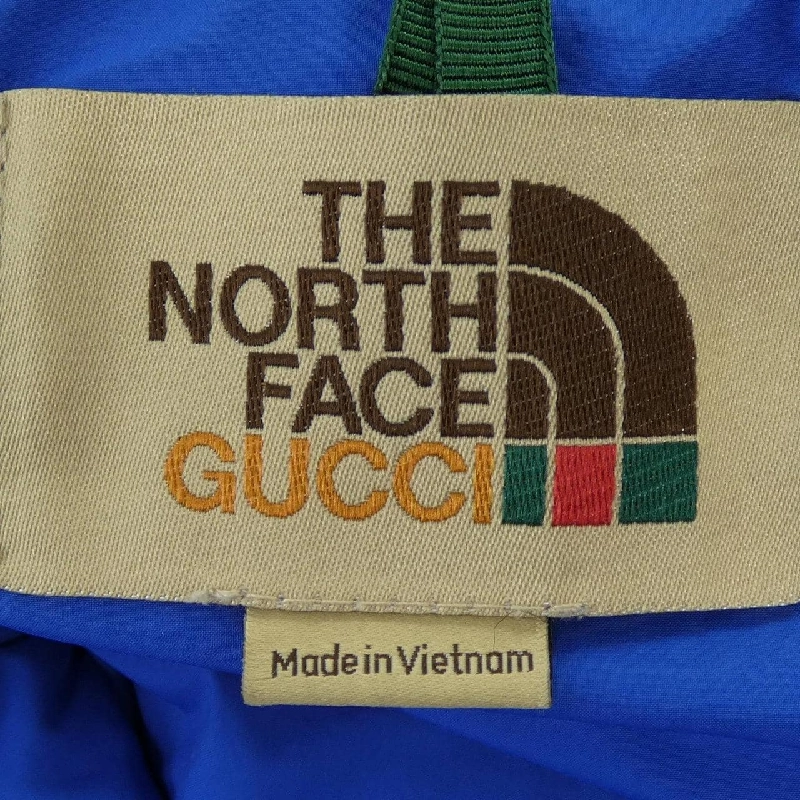 THE
NORTH
FACE
GUCCI
Made in Vietnam